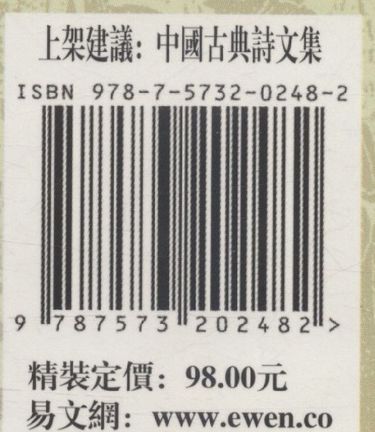 上架建議：中國古典詩文集
ISBN 978-7-5732-0248-2
9 787573 202482 >
精裝定價：98.00元
易文網：www.ewen.co